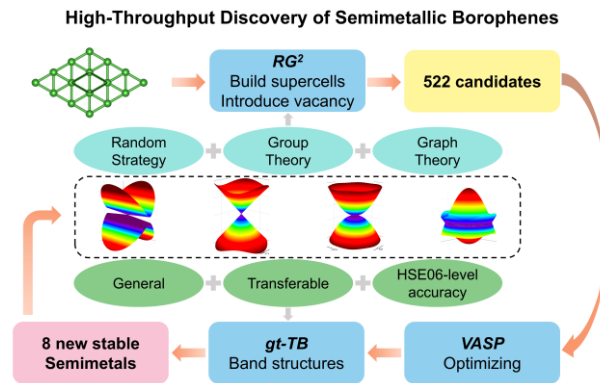 High-Throughput Discovery of Semimetallic Borophenes
RG²
Build supercells
Introduce vacancy
522 candidates
Random
Strategy
Group
Theory
Graph
Theory
General
Transferable
HSE06-level
accuracy
8 new stable
Semimetals
gt-TB
Band structures
VASP
Optimizing